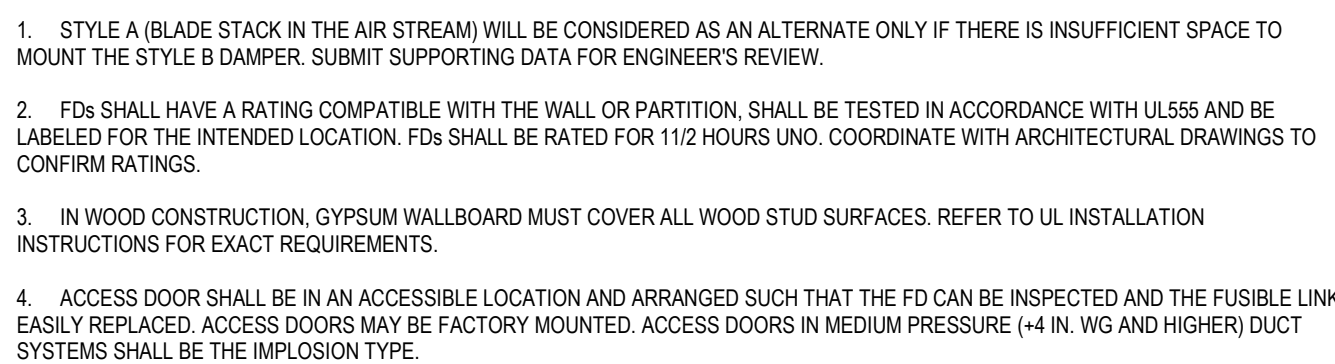 1. STYLE A (BLADE STACK IN THE AIR STREAM) WILL BE CONSIDERED AS AN ALTERNATE ONLY IF THERE IS INSUFFICIENT SPACE TO
MOUNT THE STYLE B DAMPER. SUBMIT SUPPORTING DATA FOR ENGINEER'S REVIEW.
2. FDs SHALL HAVE A RATING COMPATIBLE WITH THE WALL OR PARTITION, SHALL BE TESTED IN ACCORDANCE WITH UL555 AND BE
LABELED FOR THE INTENDED LOCATION. FDs SHALL BE RATED FOR 11/2 HOURS UNO. COORDINATE WITH ARCHITECTURAL DRAWINGS TO
CONFIRM RATINGS.
3. IN WOOD CONSTRUCTION, GYPSUM WALLBOARD MUST COVER ALL WOOD STUD SURFACES. REFER TO UL INSTALLATION
INSTRUCTIONS FOR EXACT REQUIREMENTS.
4. ACCESS DOOR SHALL BE IN AN ACCESSIBLE LOCATION AND ARRANGED SUCH THAT THE FD CAN BE INSPECTED AND THE FUSIBLE LINK
EASILY REPLACED. ACCESS DOORS MAY BE FACTORY MOUNTED. ACCESS DOORS IN MEDIUM PRESSURE (+4 IN. WG AND HIGHER) DUCT
SYSTEMS SHALL BE THE IMPLOSION TYPE.